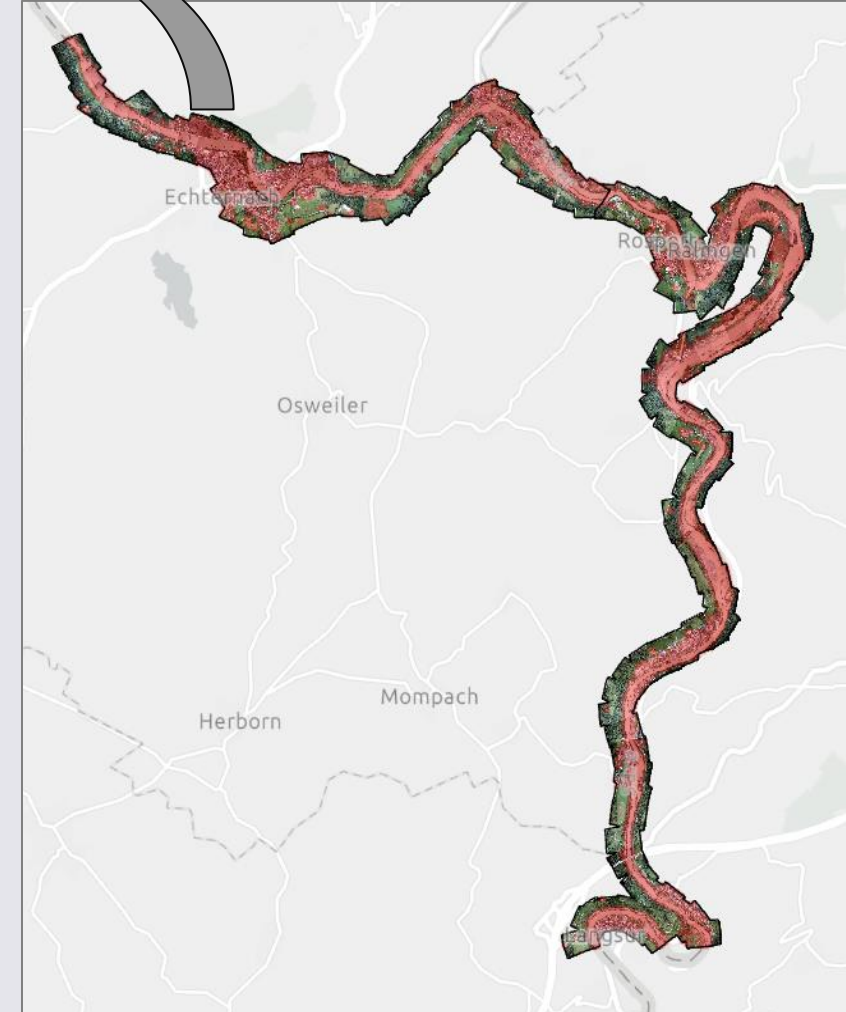 Echternach
Rosport
Ralingen
Osweiler
Mompach
Herborn
Langsur